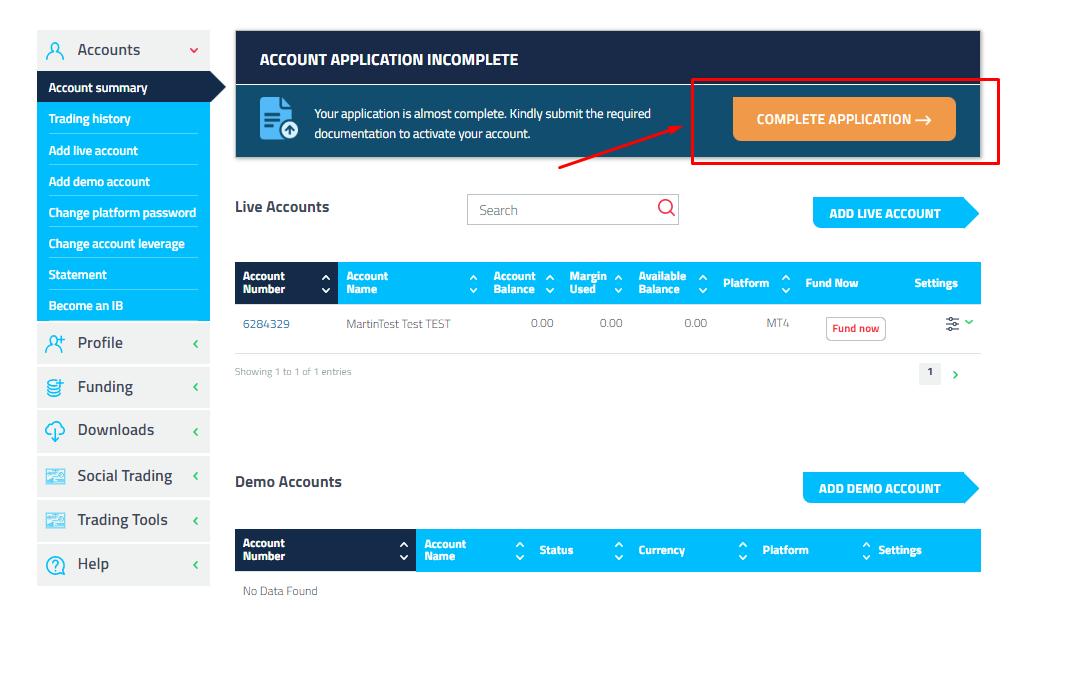 Accounts
Account summary
Trading history
Add live account
Add demo account
Change platform password
Change account leverage
Statement
Become an IB
Profile
Funding
Downloads
Social Trading
Trading Tools
Help
ACCOUNT APPLICATION INCOMPLETE
Your application is almost complete. Kindly submit the required
documentation to activate your account.
COMPLETE APPLICATION →
Live Accounts
Search
ADD LIVE ACCOUNT
Account Number
Account Name
Account Balance
Margin Used
Available Balance
Platform
Fund Now
Settings
6284329 MartinTest Test TEST 0.00 0.00 0.00 MT4 Fund now
Showing 1 to 1 of 1 entries
1
Demo Accounts
ADD DEMO ACCOUNT
Account Number
Account Name
Status
Currency
Platform
Settings
No Data Found